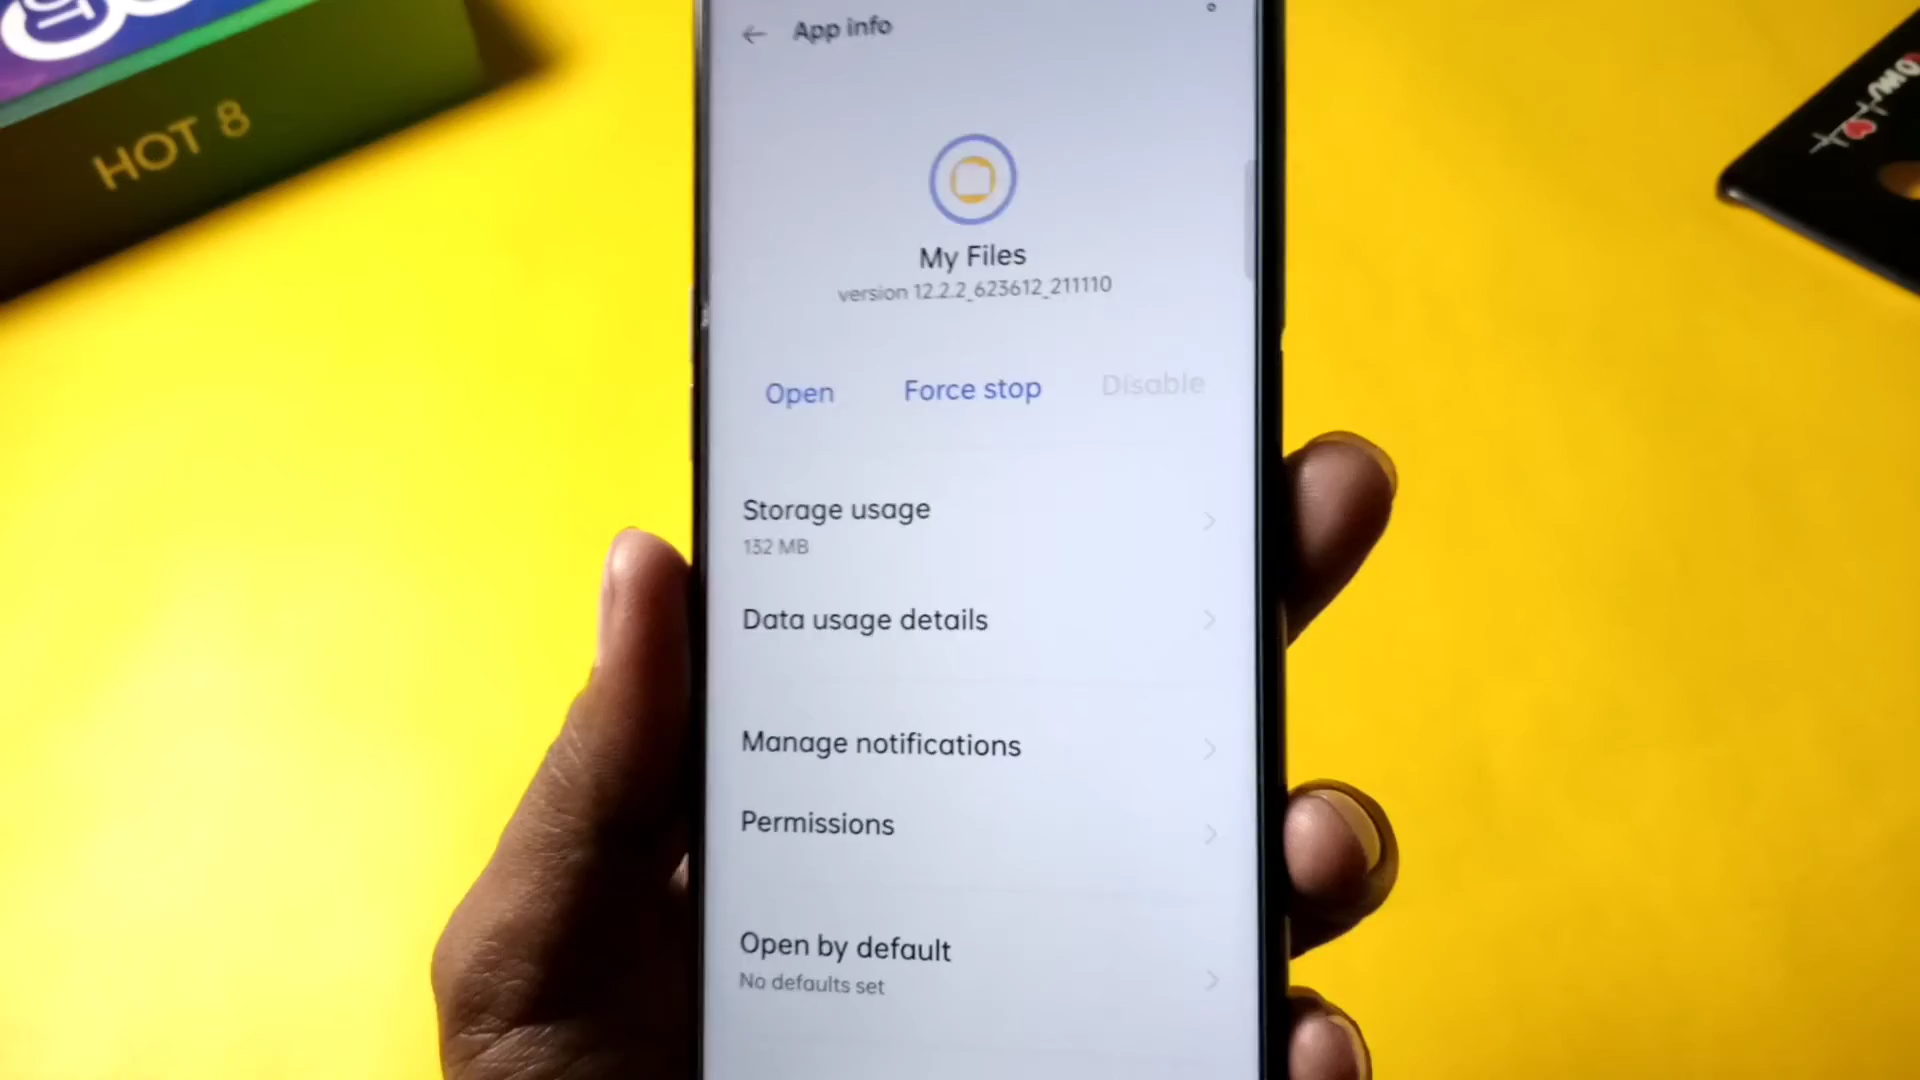 HOT 8
App info
My Files
version 12.2.2_623612_211110
Open
Force stop
Disable
Storage usage
132 MB
Data usage details
Manage notifications
Permissions
Open by default
No defaults set